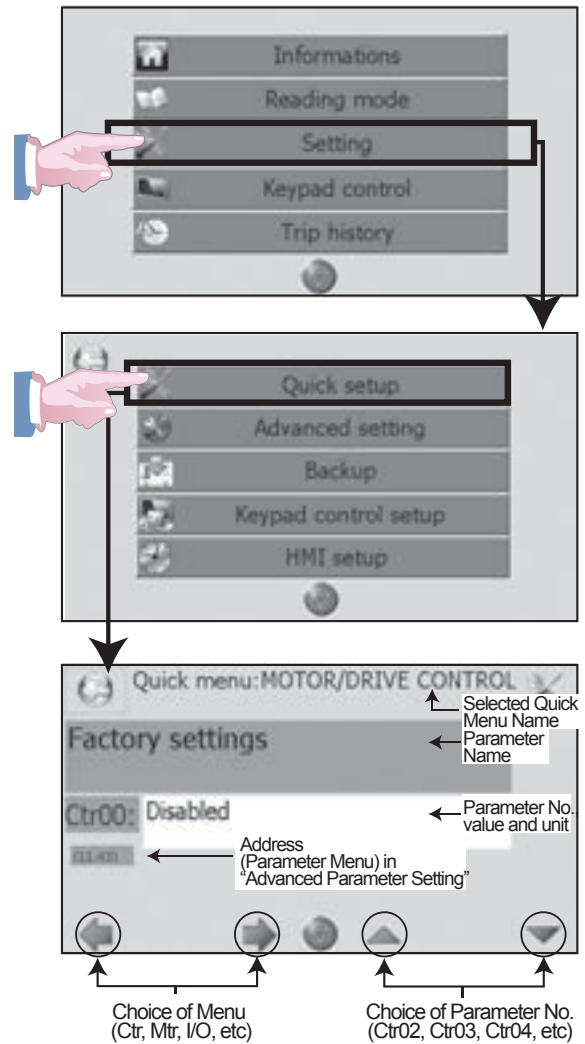 Informations
Reading mode
Setting
Keypad control
Trip history
Quick setup
Advanced setting
Backup
Keypad control setup
HMI setup
Quick menu:MOTOR/DRIVE CONTROL
Selected Quick
Menu Name
Factory settings
Parameter
Name
Ctr00: Disabled
Parameter No.,
value and unit
Address
(Parameter Menu) in
“Advanced Parameter Setting”
Choice of Menu
(Ctr, Mtr, I/O, etc)
Choice of Parameter No.
(Ctr02, Ctr03, Ctr04, etc)